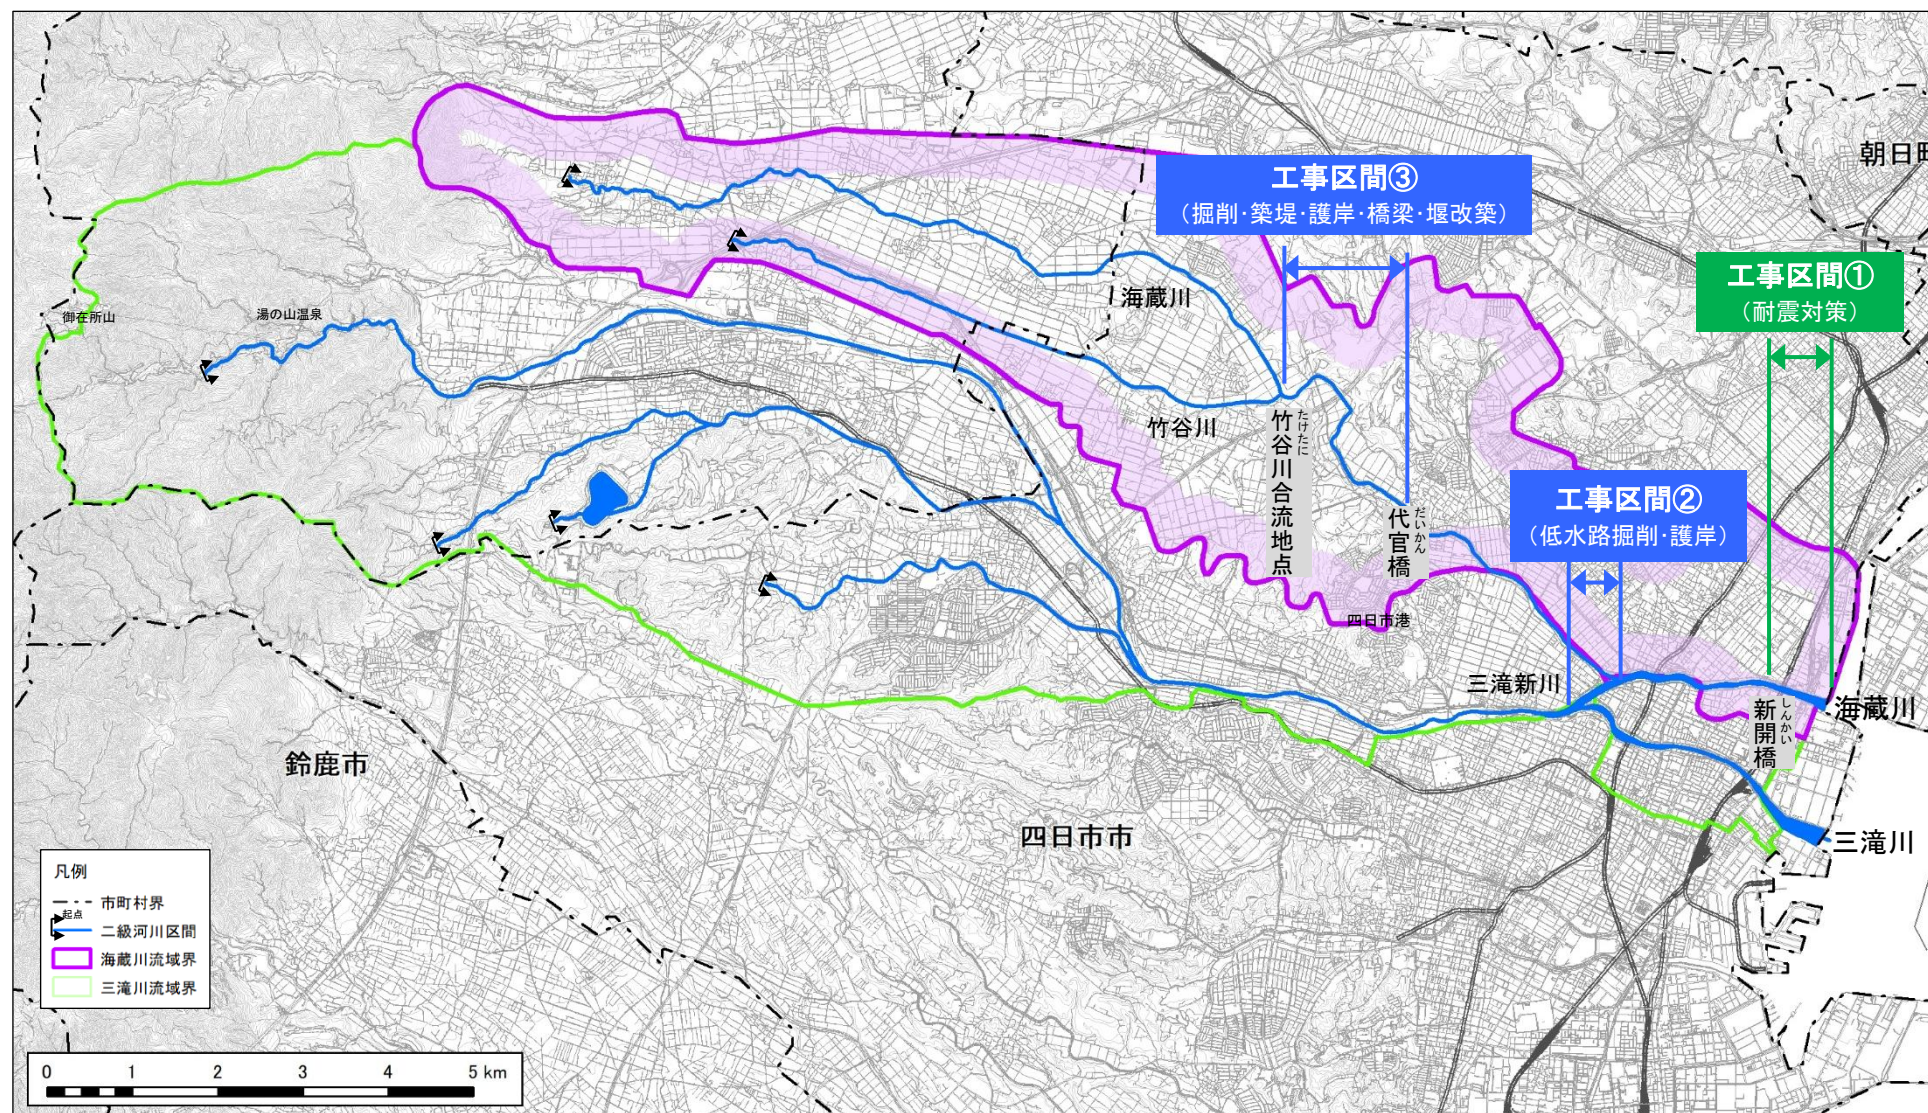 朝日町
工事区間③
（掘削・築堤・護岸・橋梁・堰改築）
工事区間①
（耐震対策）
海蔵川
御在所山
湯の山温泉
竹谷川
竹谷川合流地点
たけたに
代官橋
だいかん
工事区間②
（低水路掘削・護岸）
四日市港
三滝新川
新開橋
しんかい
海蔵川
鈴鹿市
四日市市
三滝川
凡例
市町村界
起点
二級河川区間
海蔵川流域界
三滝川流域界
0 1 2 3 4 5 km